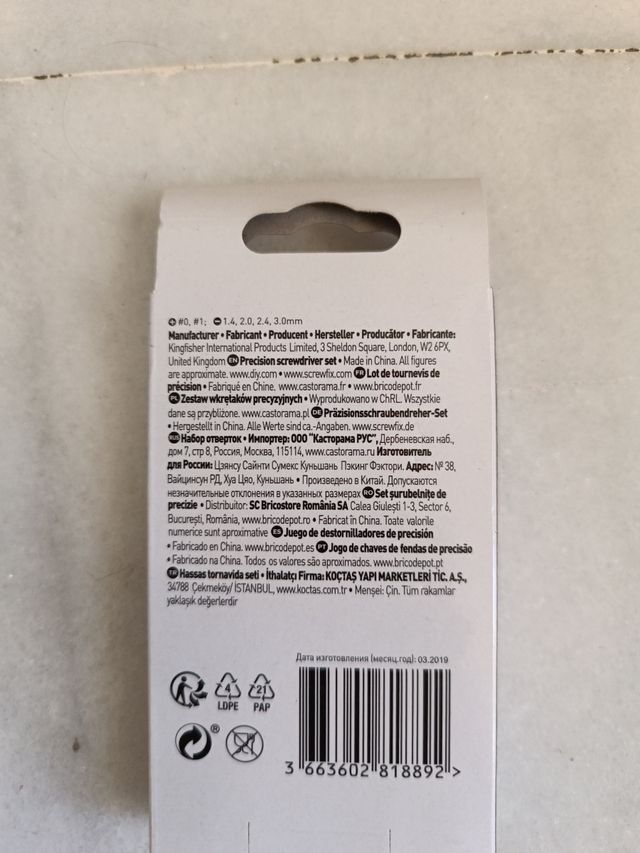 #0, #1; 1.4, 2.0, 2.4, 3.0mm
Manufacturer • Fabricant • Producent • Hersteller • Producător • Fabricante:
Kingfisher International Products Limited, 3 Sheldon Square, London, W2 6PX,
United Kingdom EN Precision screwdriver set • Made in China. All figures
are approximate. www.diy.com • www.screwfix.com FR Lot de tournevis de
précision • Fabriqué en Chine. www.castorama.fr • www.bricodepot.fr
PL Zestaw wkrętaków precyzyjnych • Wyprodukowano w ChRL. Wszystkie
dane są przybliżone. www.castorama.pl DE Präzisionsschraubendreher-Set
• Hergestellt in China. Alle Werte sind ca.-Angaben. www.screwfix.de
RUS Набор отверток • Импортер: ООО "Касторама РУС", Дербеневская наб.,
дом 7, стр 8, Россия, Москва, 115114, www.castorama.ru Изготовитель
для России: Цзянсу Сайнти Сумекс Куньшань Пэкинг Фэктори. Адрес: № 38,
Вайцинсун РД, Хуа Цяо, Куньшань • Произведено в Китай. Допускаются
незначительные отклонения в указанных размерах RO Set șurubelnițe de
precizie • Distribuitor: SC Bricostore România SA Calea Giulești 1-3, Sector 6,
București, România, www.bricodepot.ro • Fabricat în China. Toate valorile
numerice sunt aproximative ES Juego de destornilladores de precisión
• Fabricado en China. www.bricodepot.es PT Jogo de chaves de fendas de precisão
• Fabricado na China. Todos os valores são aproximados. www.bricodepot.pt
TR Hassas tornavida seti • İthalatçı Firma: KOÇTAŞ YAPI MARKETLERİ TİC. A.Ş.,
34788 Çekmeköy/ İSTANBUL, www.koctas.com.tr • Menşei: Çin. Tüm rakamlar
yaklaşık değerlerdir
Дата изготовления (месяц.год): 03.2019
4
LDPE
21
PAP
®
3 663602 818892 >